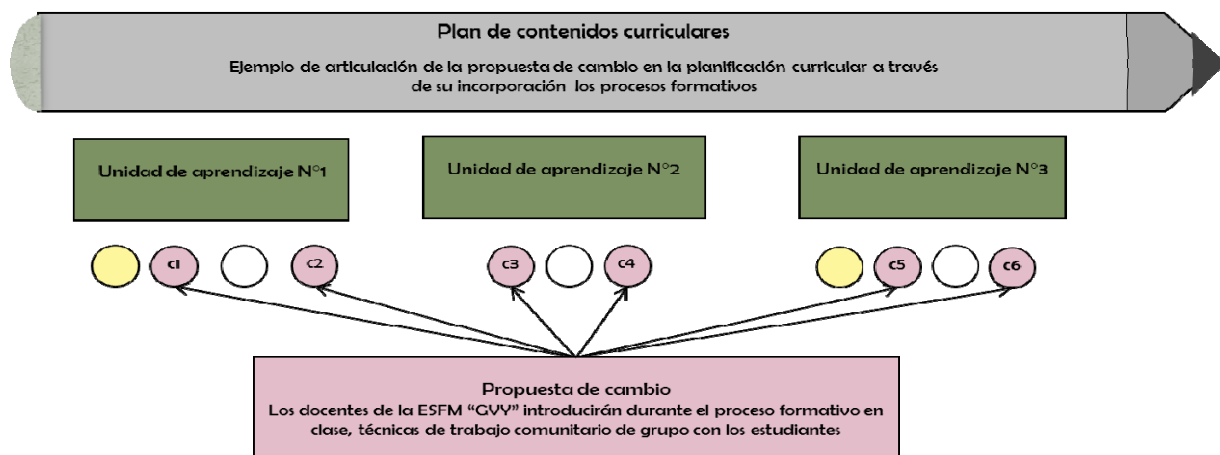 Plan de contenidos curriculares
Ejemplo de articulación de la propuesta de cambio en la planificación curricular a través
de su incorporación los procesos formativos
Unidad de aprendizaje N°1
Unidad de aprendizaje N°2
Unidad de aprendizaje N°3
c1
c2
c3
c4
c5
c6
Propuesta de cambio
Los docentes de la ESFM “GVY” introducirán durante el proceso formativo en
clase, técnicas de trabajo comunitario de grupo con los estudiantes